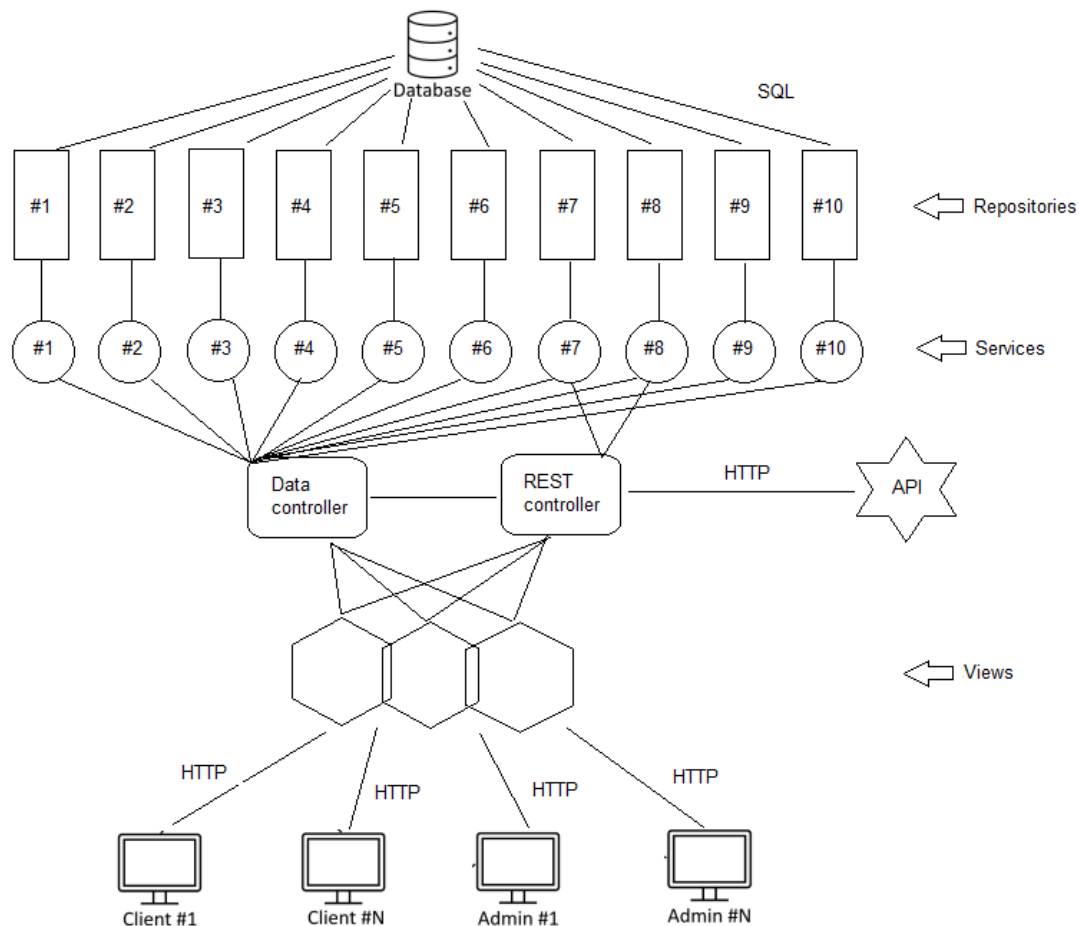 Database
SQL
#1 #2 #3 #4 #5 #6 #7 #8 #9 #10 Repositories
#1 #2 #3 #4 #5 #6 #7 #8 #9 #10 Services
Data
controller
REST
controller
HTTP
API
Views
HTTP
HTTP
HTTP
HTTP
Client #1
Client #N
Admin #1
Admin #N